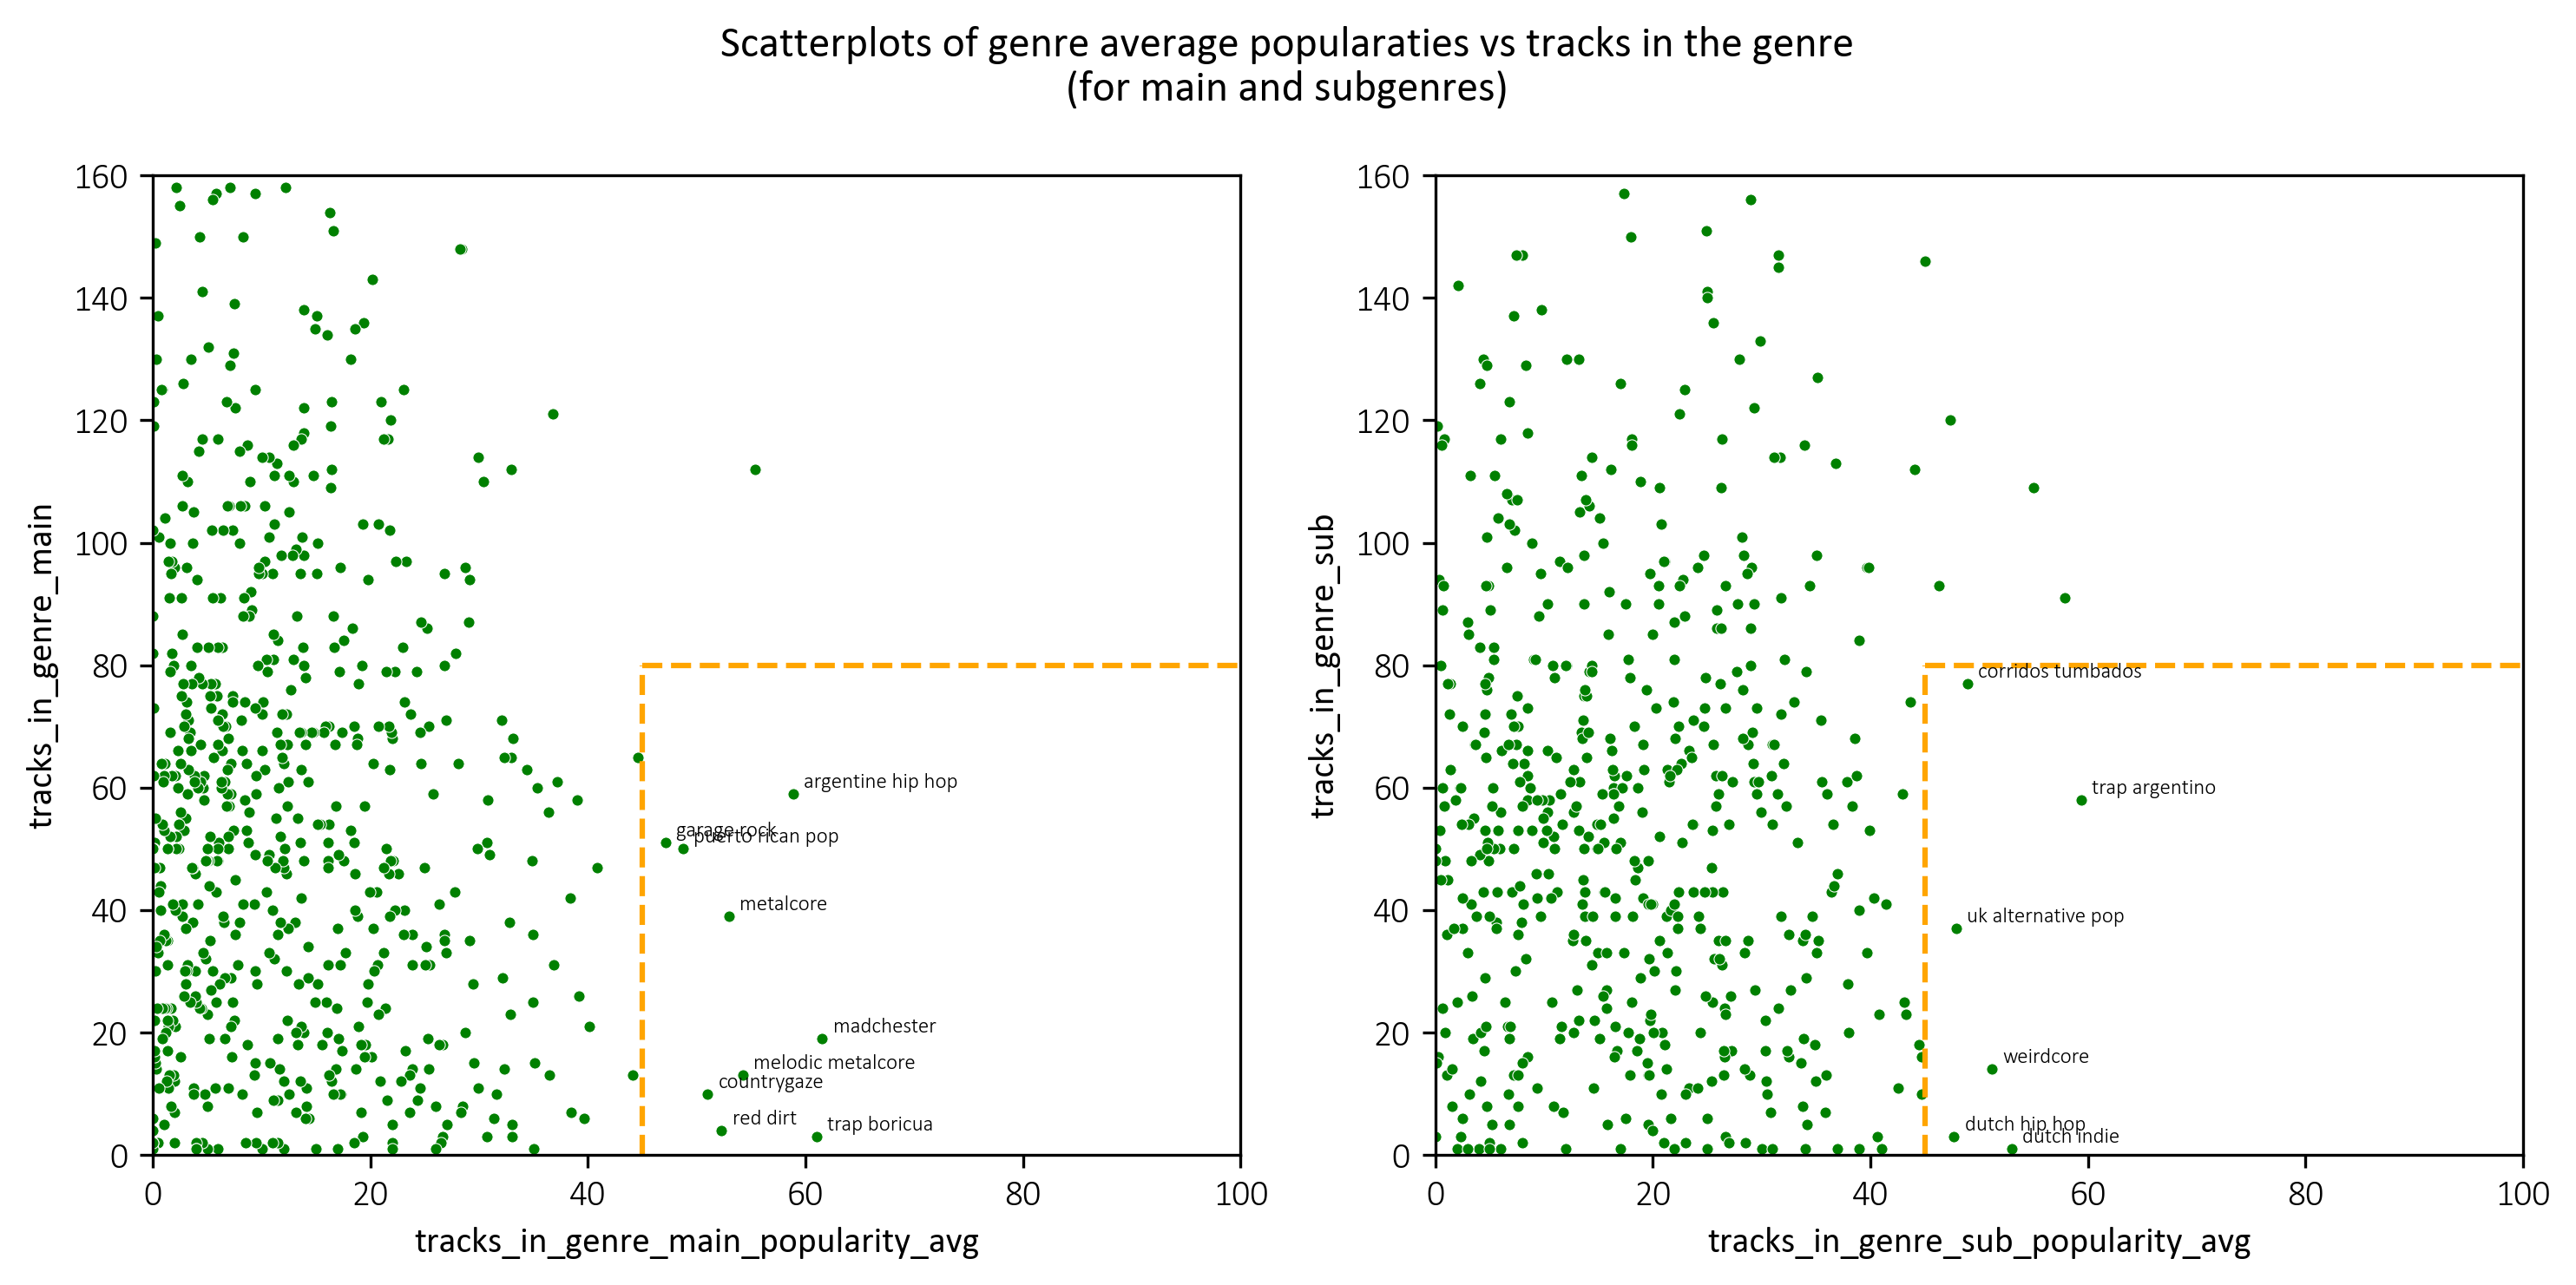 Scatterplots of genre average popularaties vs tracks in the genre
(for main and subgenres)
160
140
120
100
80
60
40
20
0
tracks_in_genre_main
argentine hip hop
garage rock
puerto rican pop
metalcore
madchester
melodic metalcore
countrygaze
red dirt
trap boricua
0 20 40 60 80 100
tracks_in_genre_main_popularity_avg
160
140
120
100
80
60
40
20
0
tracks_in_genre_sub
corridos tumbados
trap argentino
uk alternative pop
weirdcore
dutch hip hop
dutch indie
0 20 40 60 80 100
tracks_in_genre_sub_popularity_avg